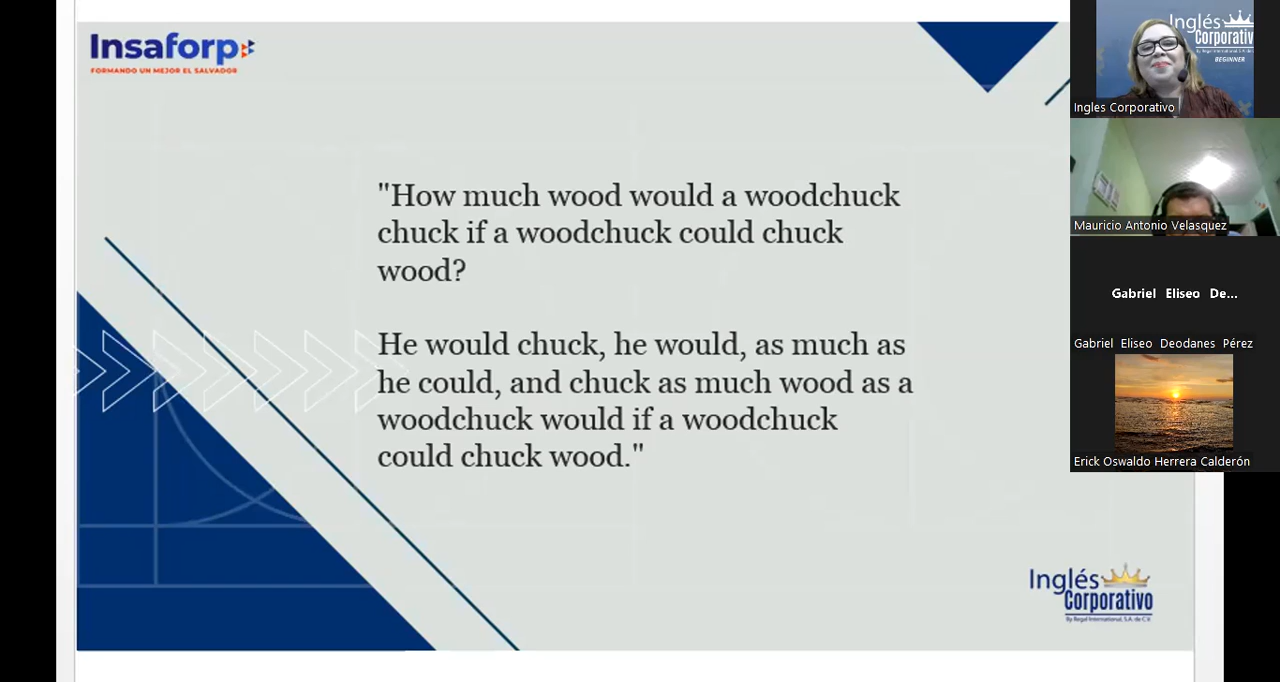 Insaforp
FORMANDO UN MEJOR EL SALVADOR
"How much wood would a woodchuck
chuck if a woodchuck could chuck
wood?
He would chuck, he would, as much as
he could, and chuck as much wood as a
woodchuck would if a woodchuck
could chuck wood."
Inglés
Corporativo
By Regal International, S.A. de C.V.
Inglés
Corporativ
BEGINNER
Ingles Corporativo
Mauricio Antonio Velasquez
Gabriel Eliseo De...
Gabriel Eliseo Deodanes Pérez
Erick Oswaldo Herrera Calderón